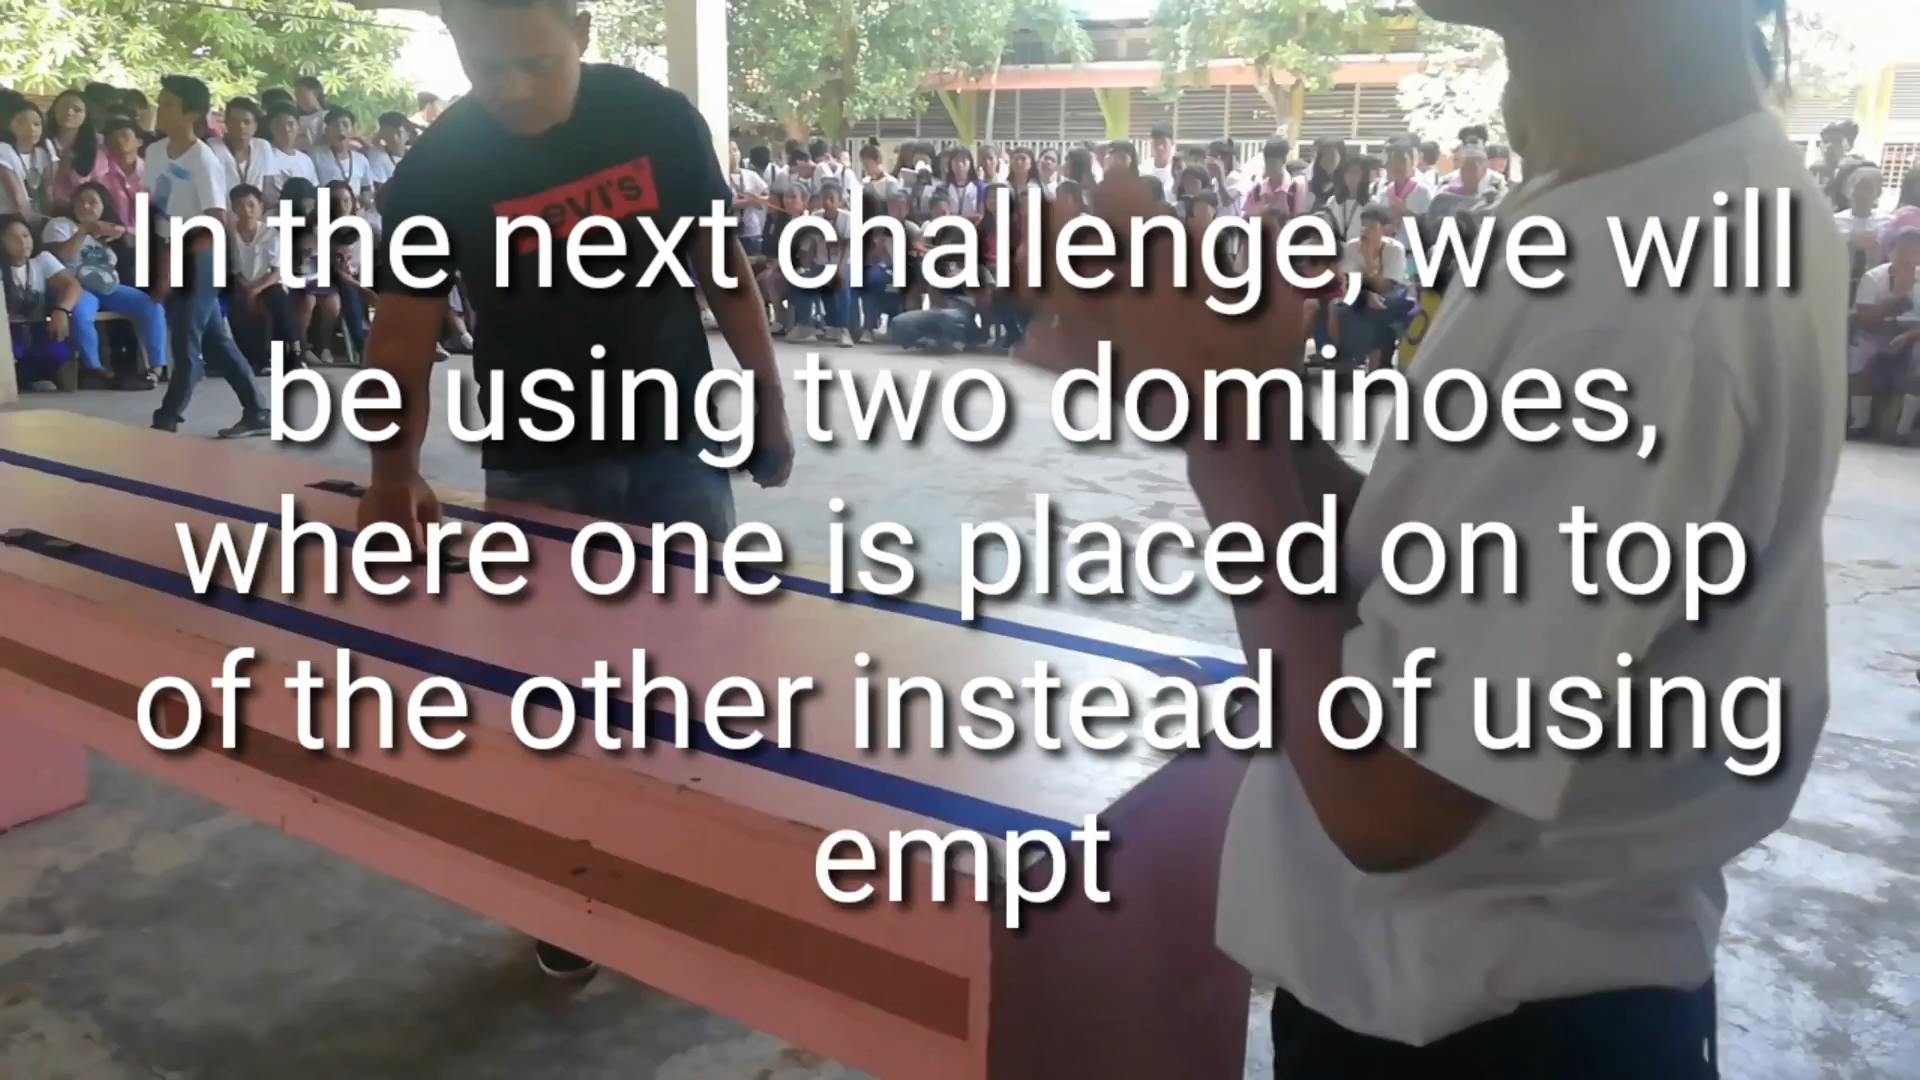 Levi's
In the next challenge, we will
be using two dominoes,
where one is placed on top
of the other instead of using
empt